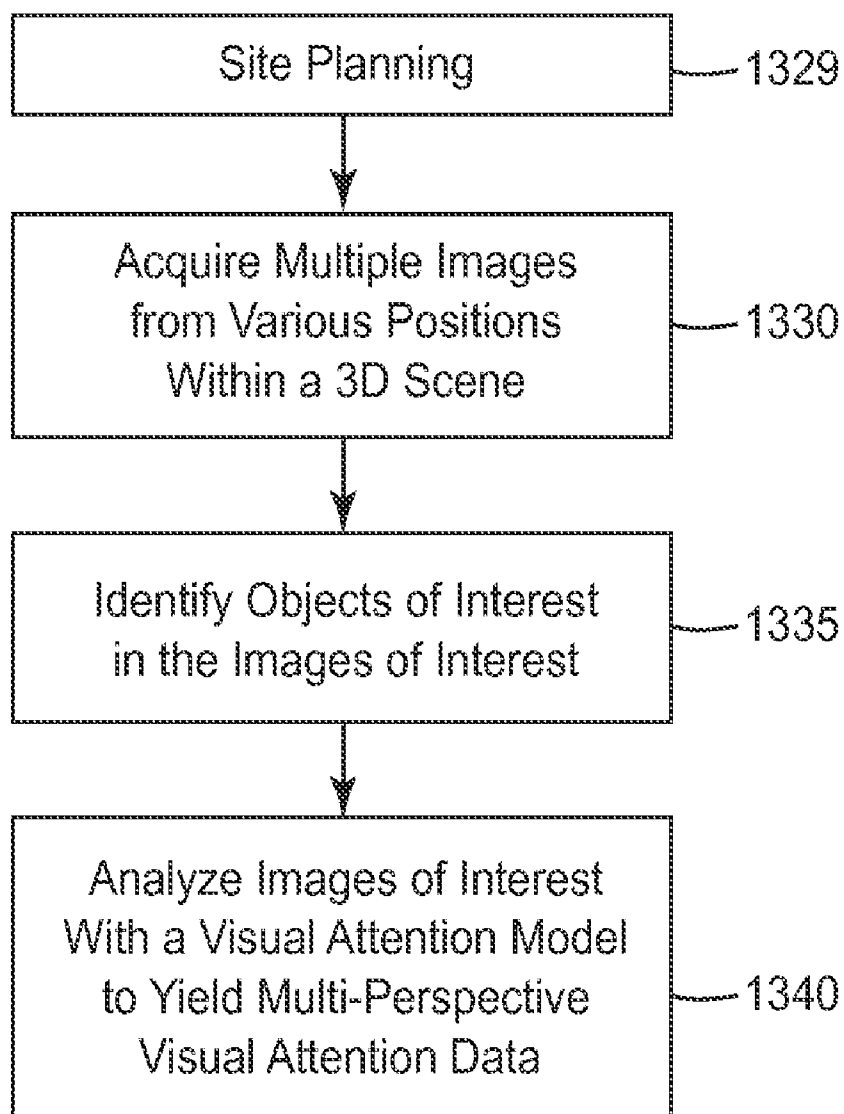 Site Planning
1329
Acquire Multiple Images
from Various Positions
Within a 3D Scene
1330
Identify Objects of Interest
in the Images of Interest
1335
Analyze Images of Interest
With a Visual Attention Model
to Yield Multi-Perspective
Visual Attention Data
1340